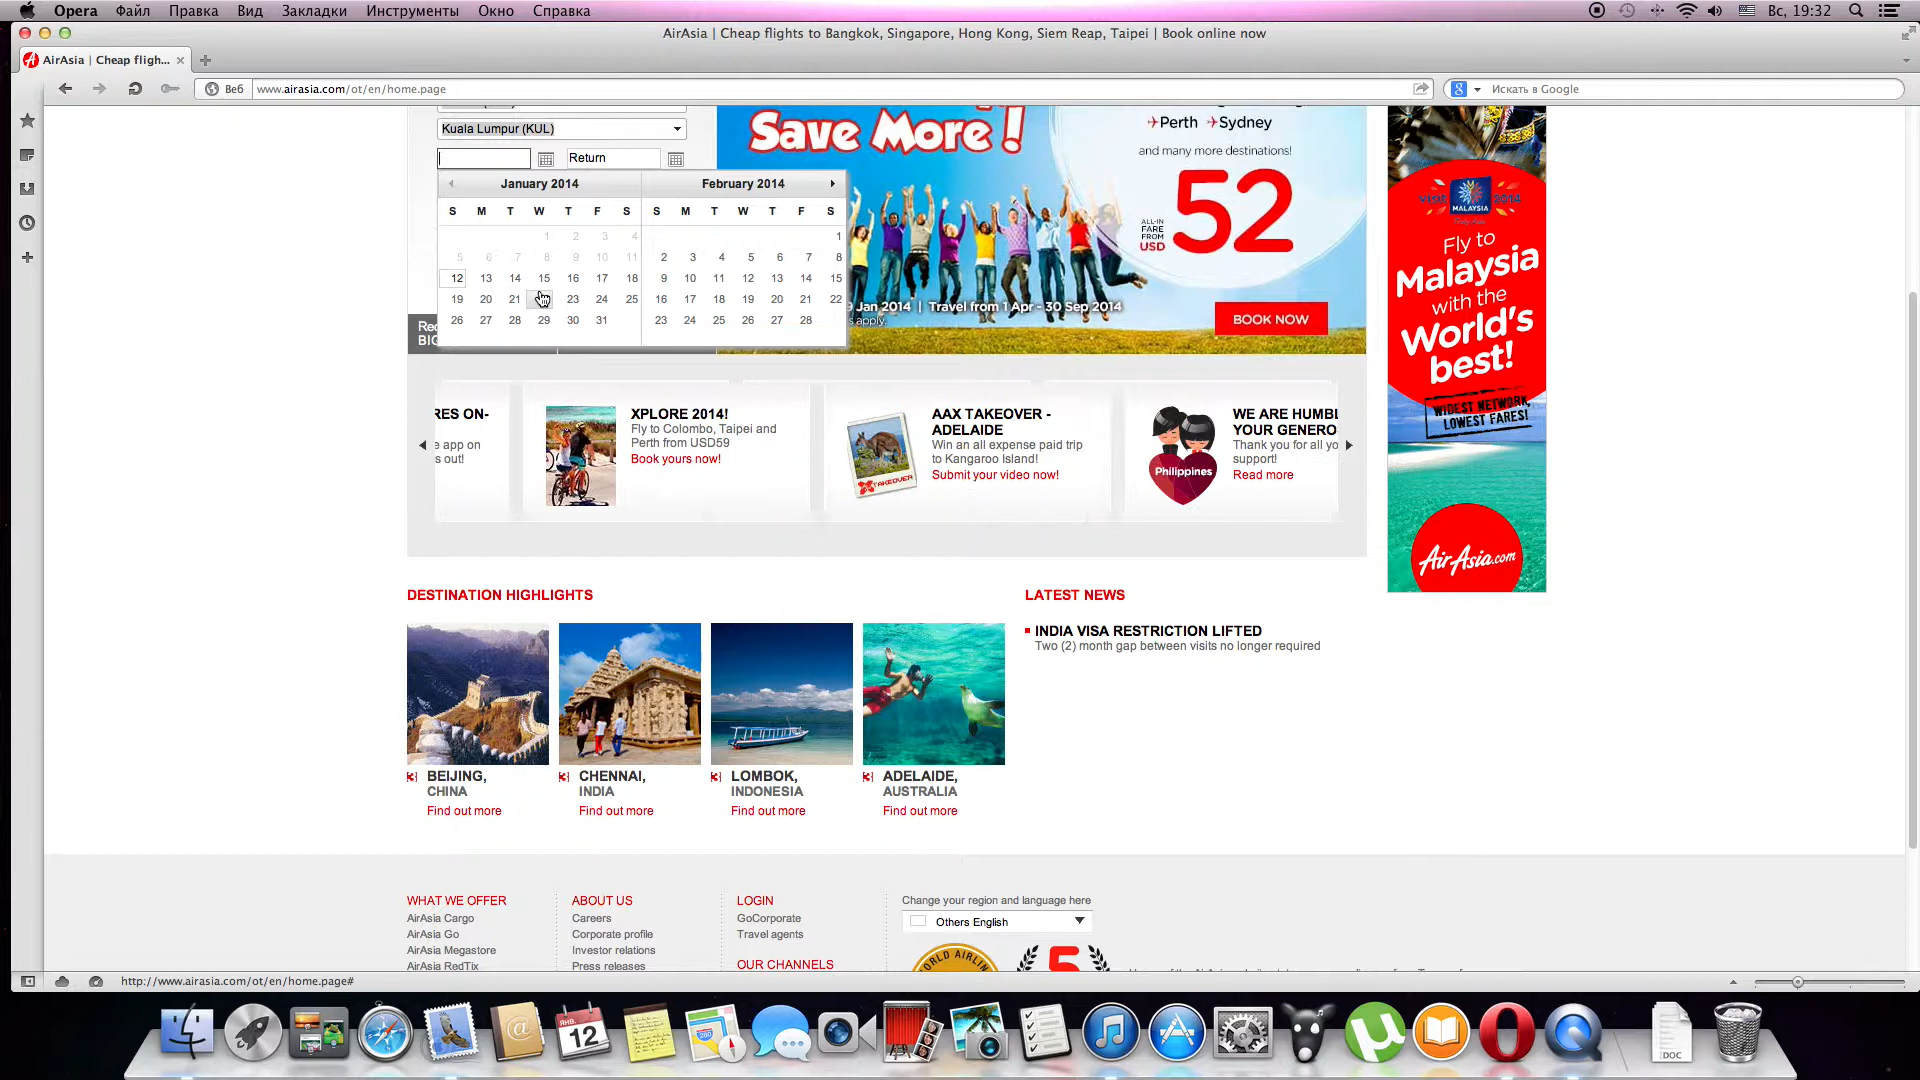 Opera Файл Правка Вид Закладки Инструменты Окно Справка Вс, 19:32
AirAsia | Cheap flights to Bangkok, Singapore, Hong Kong, Siem Reap, Taipei | Book online now
AirAsia | Cheap fligh...
Веб www.airasia.com/ot/en/home.page Искать в Google
Kuala Lumpur (KUL)
Return
January 2014 February 2014
S M T W T F S S M T W T F S
1 2 3 4 1
5 6 7 8 9 10 11 2 3 4 5 6 7 8
12 13 14 15 16 17 18 9 10 11 12 13 14 15
19 20 21 23 24 25 16 17 18 19 20 21 22
26 27 28 29 30 31 23 24 25 26 27 28
Save More!
Perth Sydney
and many more destinations!
ALL-IN
FARE
FROM
USD
52
Jan 2014 | Travel from 1 Apr - 30 Sep 2014
apply.
BOOK NOW
VISIT MALAYSIA 2014
Fly to
Malaysia
with the
World's
best!
WIDEST NETWORK,
LOWEST FARES!
AirAsia.com
RES ON-
e app on
s out!
XPLORE 2014!
Fly to Colombo, Taipei and
Perth from USD59
Book yours now!
AAX TAKEOVER -
ADELAIDE
Win an all expense paid trip
to Kangaroo Island!
Submit your video now!
TAKEOVER
Philippines
WE ARE HUMBL
YOUR GENERO
Thank you for all yo
support!
Read more
DESTINATION HIGHLIGHTS
BEIJING,
CHINA
Find out more
CHENNAI,
INDIA
Find out more
LOMBOK,
INDONESIA
Find out more
ADELAIDE,
AUSTRALIA
Find out more
LATEST NEWS
INDIA VISA RESTRICTION LIFTED
Two (2) month gap between visits no longer required
WHAT WE OFFER
AirAsia Cargo
AirAsia Go
AirAsia Megastore
AirAsia RedTix
ABOUT US
Careers
Corporate profile
Investor relations
Press releases
LOGIN
GoCorporate
Travel agents
OUR CHANNELS
Change your region and language here
Others English
WORLD AIRLINE
5
http://www.airasia.com/ot/en/home.page#
ЯНВ.
12
DOC